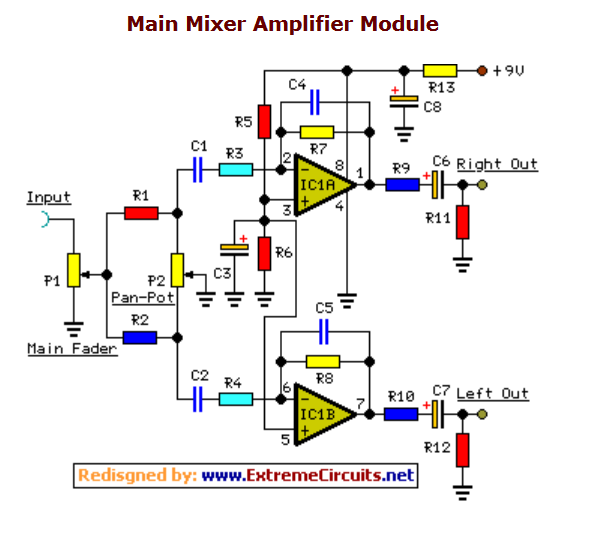 Main Mixer Amplifier Module
+9V
R13
C4
C8
R5
R7
C1
R3
2
8
1
R9
C6
Right Out
IC1A
3
4
Input
R1
R11
R6
C3
P1
P2
Pan-Pot
R2
C5
Main Fader
R8
C2
R4
6
7
R10
C7
Left Out
IC1B
5
R12
Redisgned by: www.ExtremeCircuits.net